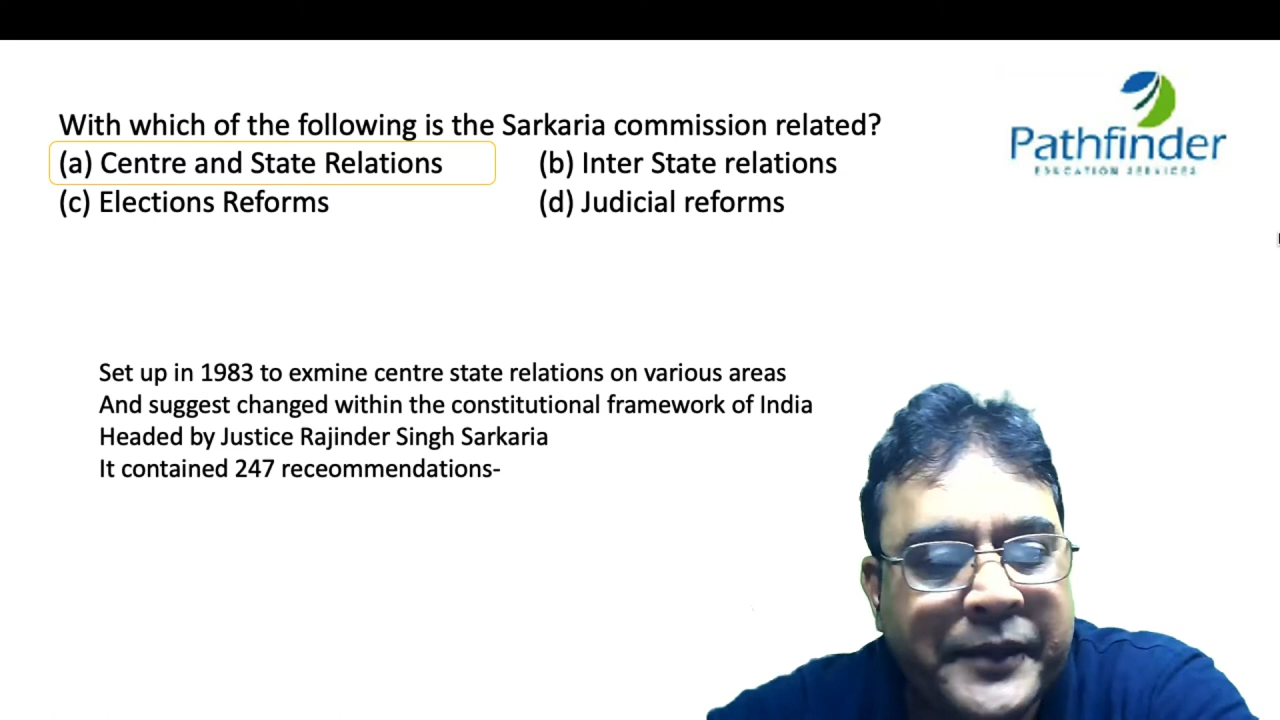 With which of the following is the Sarkaria commission related?
(a) Centre and State Relations (b) Inter State relations
(c) Elections Reforms (d) Judicial reforms
Pathfinder
EDUCATION SERVICES
Set up in 1983 to exmine centre state relations on various areas
And suggest changed within the constitutional framework of India
Headed by Justice Rajinder Singh Sarkaria
It contained 247 receommendations-